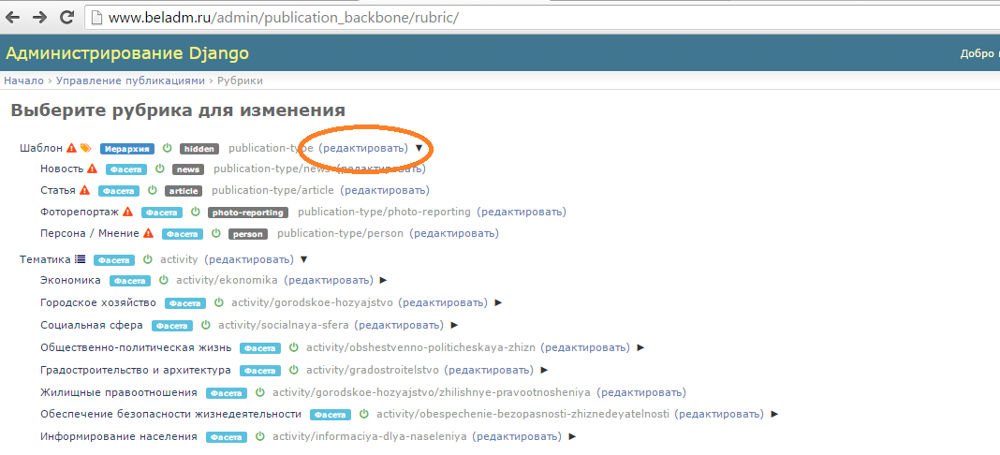 www.beladm.ru/admin/publication_backbone/rubric/
Администрирование Django Добро
Начало › Управление публикациями › Рубрики
Выберите рубрика для изменения
Шаблон Иерархия hidden publication-type (редактировать) ▼
Новость Фасета news publication-type/news (редактировать)
Статья Фасета article publication-type/article (редактировать)
Фоторепортаж Фасета photo-reporting publication-type/photo-reporting (редактировать)
Персона / Мнение Фасета person publication-type/person (редактировать)
Тематика Фасета activity (редактировать) ▼
Экономика Фасета activity/ekonomika (редактировать) ►
Городское хозяйство Фасета activity/gorodskoe-hozyajstvo (редактировать) ►
Социальная сфера Фасета activity/socialnaya-sfera (редактировать) ►
Общественно-политическая жизнь Фасета activity/obshestvenno-politicheskaya-zhizn (редактировать) ►
Градостроительство и архитектура Фасета activity/gradostroitelstvo (редактировать) ►
Жилищные правоотношения Фасета activity/gorodskoe-hozyajstvo/zhilishnye-pravootnosheniya (редактировать)
Обеспечение безопасности жизнедеятельности Фасета activity/obespechenie-bezopasnosti-zhiznedeyatelnosti (редактировать) ►
Информирование населения Фасета activity/informaciya-dlya-naseleniya (редактировать) ►